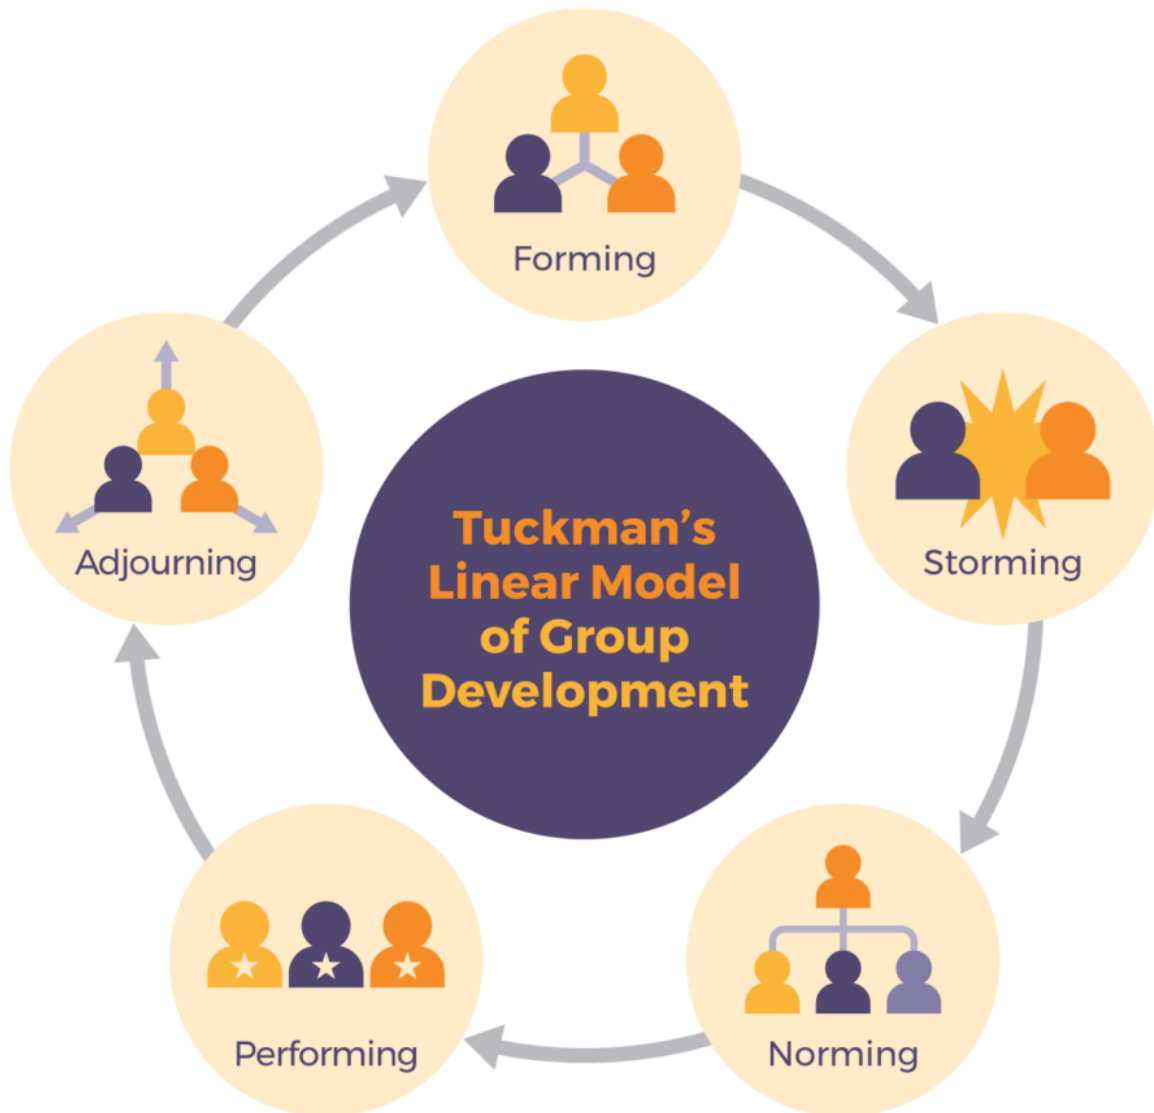 Forming
Storming
Norming
Performing
Adjourning
Tuckman’s
Linear Model
of Group
Development